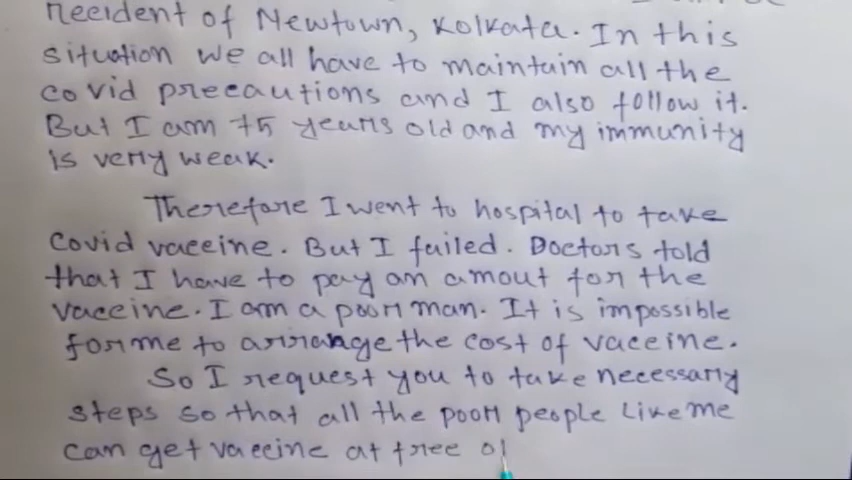 Resident of Newtown, Kolkata. In this
situation we all have to maintain all the
covid precautions and I also follow it.
But I am 75 years old and my immunity
is very weak.
Therefore I went to hospital to take
Covid vaccine. But I failed. Doctors told
that I have to pay an amout for the
vaccine. I am a poor man. It is impossible
for me to arrange the cost of vaccine.
So I request you to take necessary
steps so that all the poor people like me
can get vaccine at free o